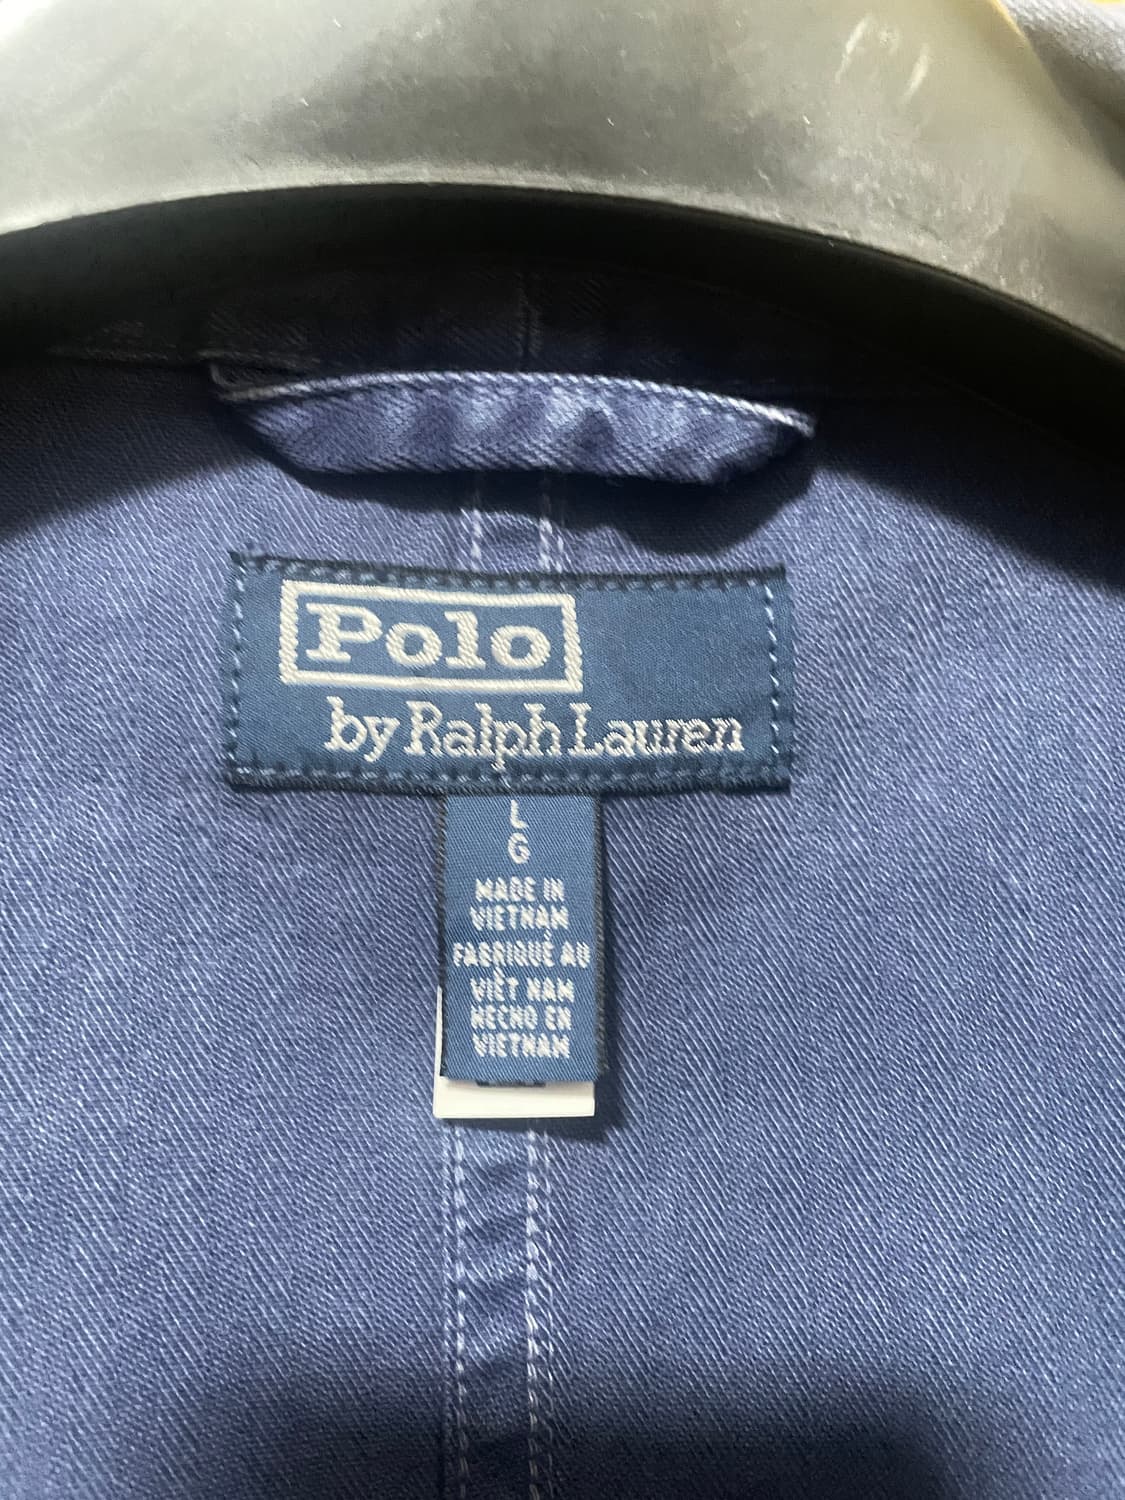 Polo
by Ralph Lauren
L
G
MADE IN
VIETNAM
FABRIQUÉ AU
VIÊT NAM
HECHO EN
VIETNAM